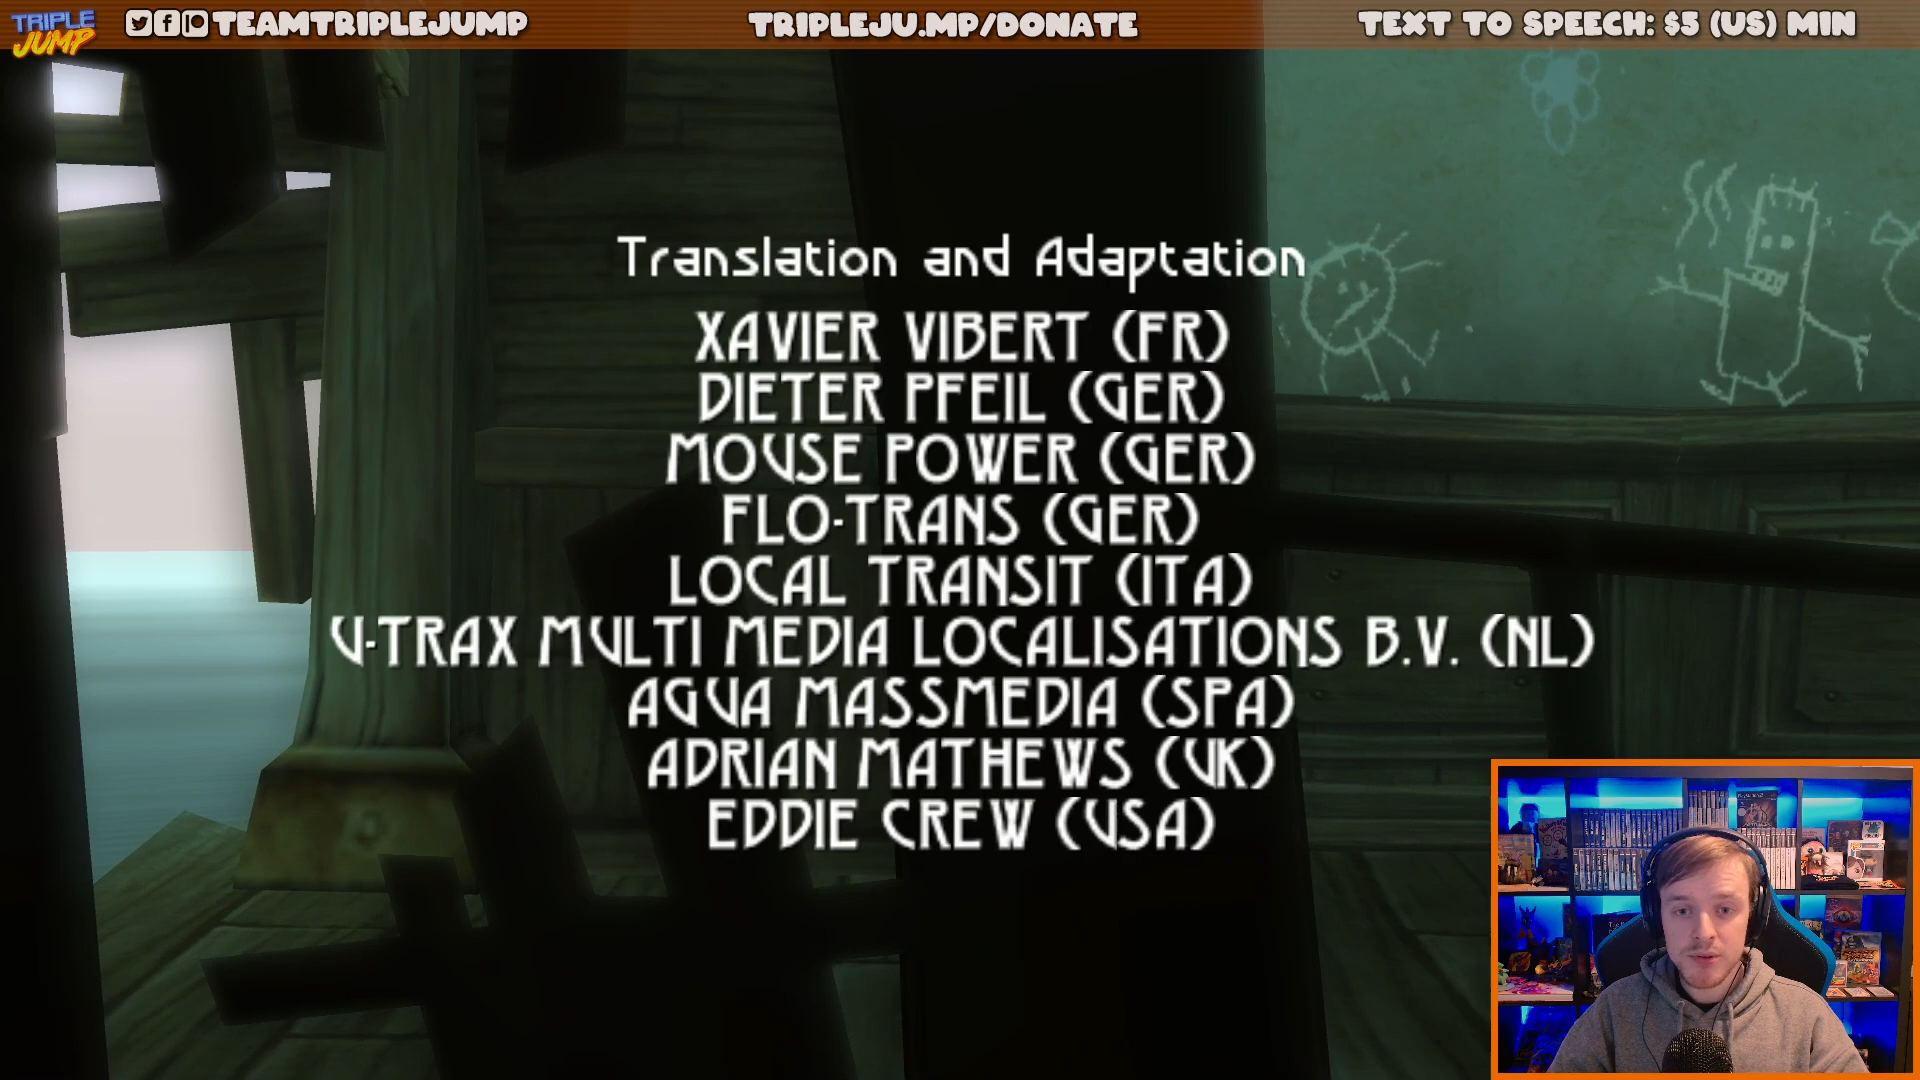 TRIPLE
JUMP
TEAMTRIPLEJUMP
TRIPLEJU.MP/DONATE
TEXT TO SPEECH: $5 (US) MIN
Translation and Adaptation
XAVIER VIBERT (FR)
DIETER PFEIL (GER)
MOUSE POWER (GER)
FLO-TRANS (GER)
LOCAL TRANSIT (ITA)
U-TRAX MULTI MEDIA LOCALISATIONS B.V. (NL)
AGUA MASSMEDIA (SPA)
ADRIAN MATHEWS (UK)
EDDIE CREW (USA)